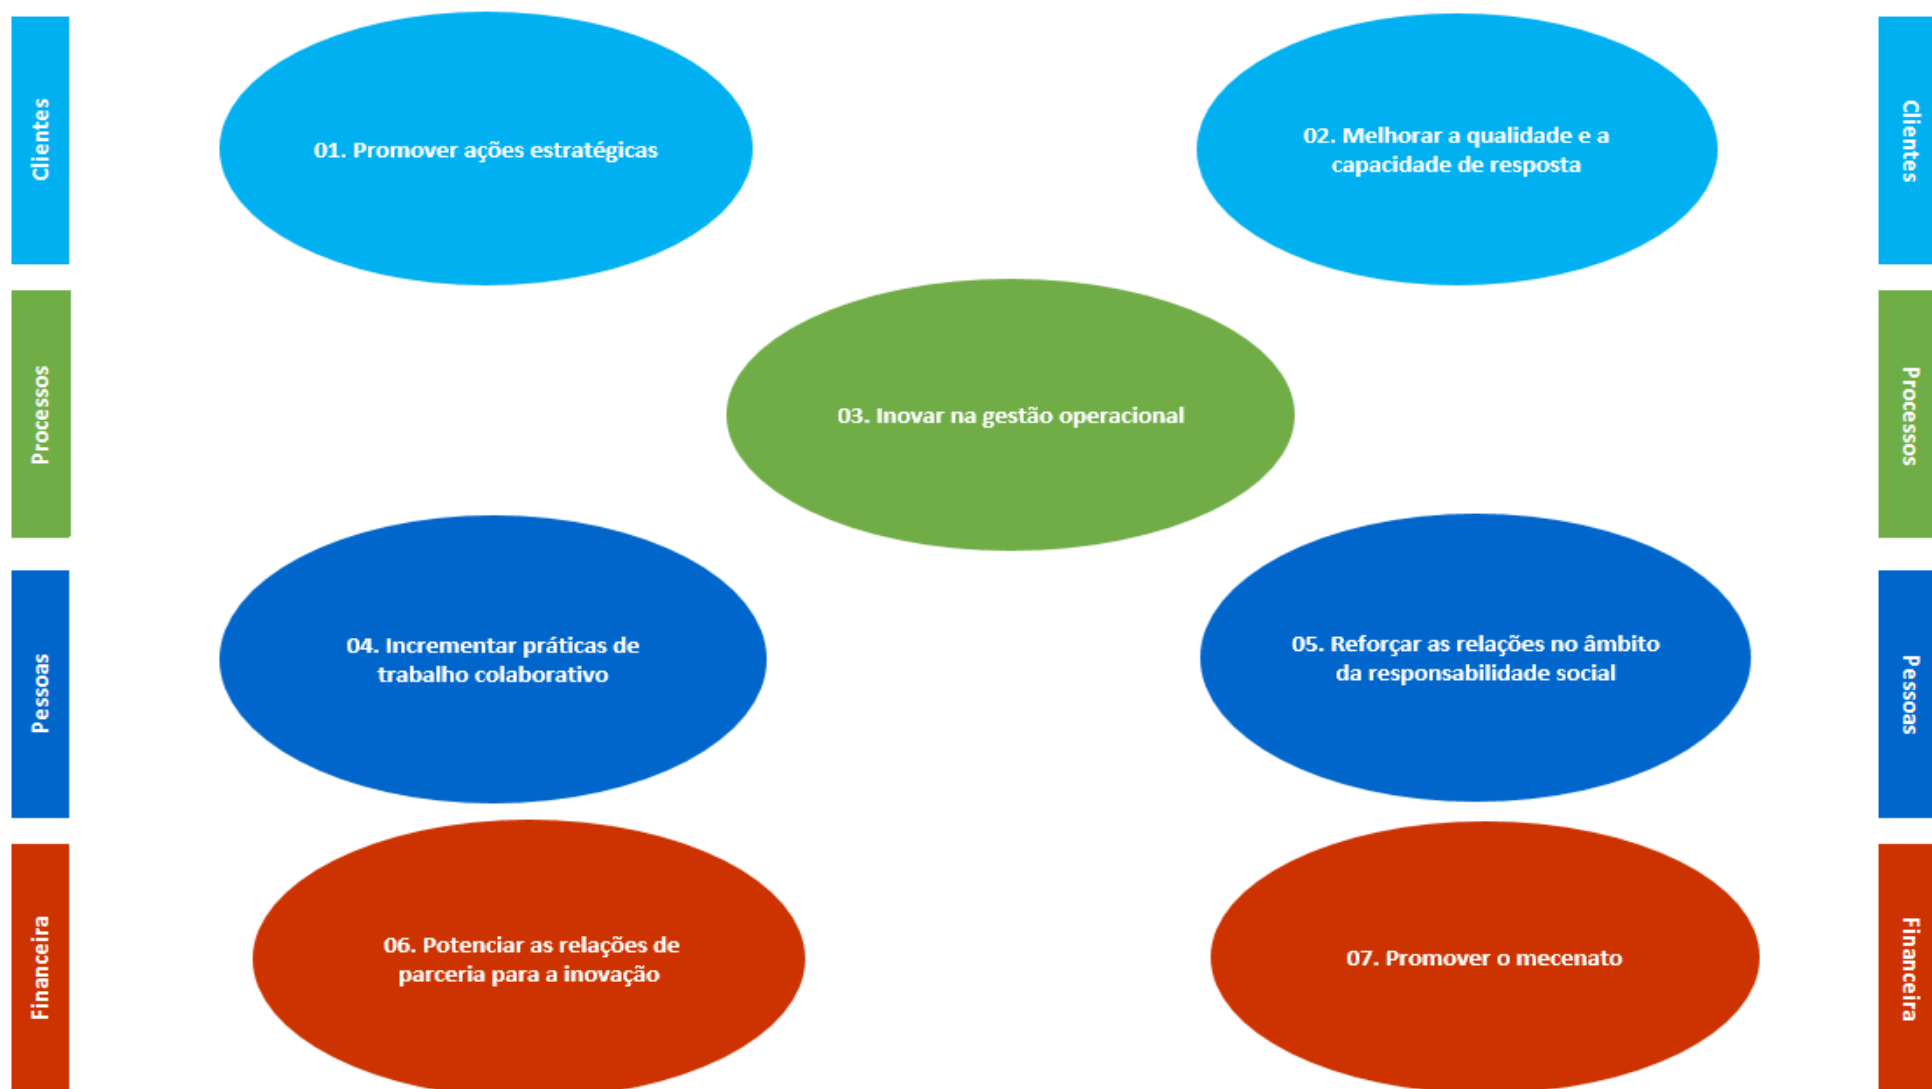 Clientes
01. Promover ações estratégicas
02. Melhorar a qualidade e a
capacidade de resposta
Clientes
Processos
03. Inovar na gestão operacional
Processos
Pessoas
04. Incrementar práticas de
trabalho colaborativo
05. Reforçar as relações no âmbito
da responsabilidade social
Pessoas
Financeira
06. Potenciar as relações de
parceria para a inovação
07. Promover o mecenato
Financeira